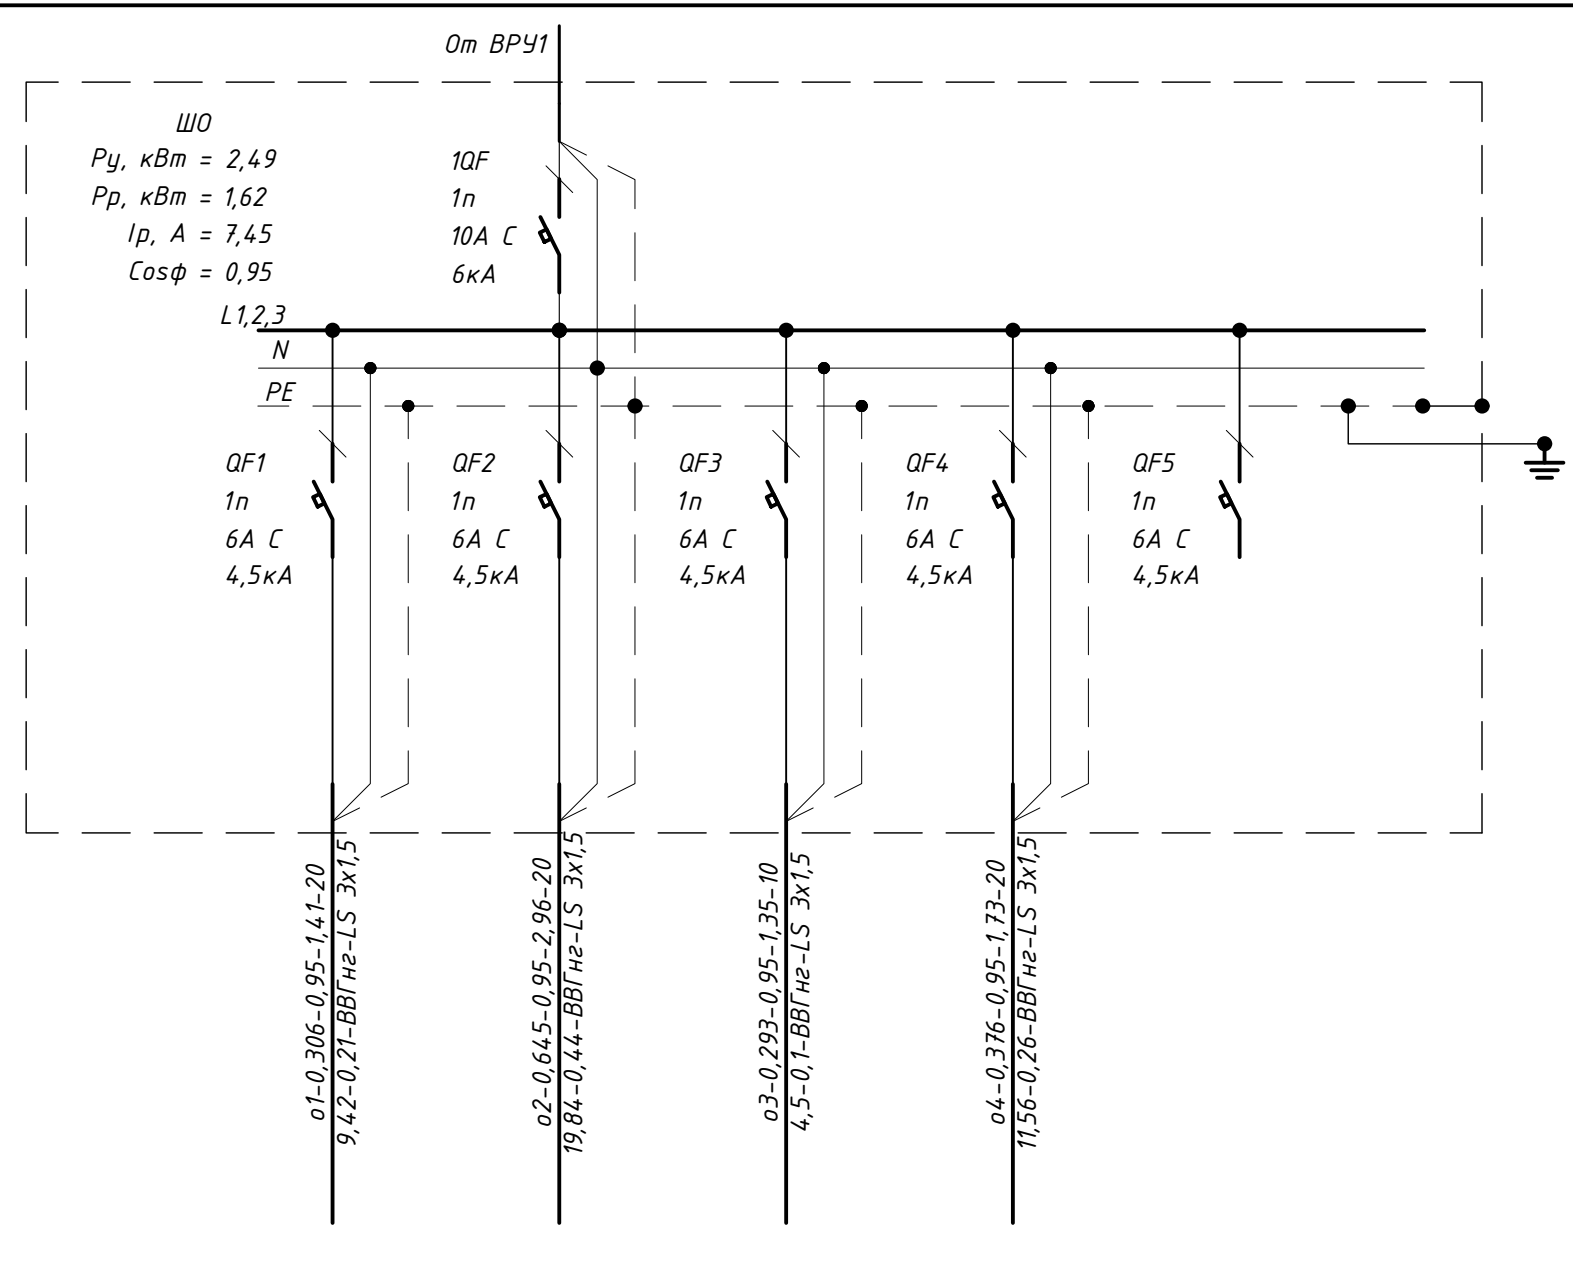 От ВРУ1
ШО
Ру, кВт = 2,49
Рр, кВт = 1,62
Iр, А = 7,45
Cosφ = 0,95
1QF
1п
10А С
6кА
L1,2,3
N
PE
QF1
1п
6А С
4,5кА
QF2
1п
6А С
4,5кА
QF3
1п
6А С
4,5кА
QF4
1п
6А С
4,5кА
QF5
1п
6А С
4,5кА
о1-0,306-0,95-1,41-20
9,42-0,21-ВВГнг-LS 3х1,5
о2-0,645-0,95-2,96-20
19,84-0,44-ВВГнг-LS 3х1,5
о3-0,293-0,95-1,35-10
4,5-0,1-ВВГнг-LS 3х1,5
о4-0,376-0,95-1,73-20
11,56-0,26-ВВГнг-LS 3х1,5